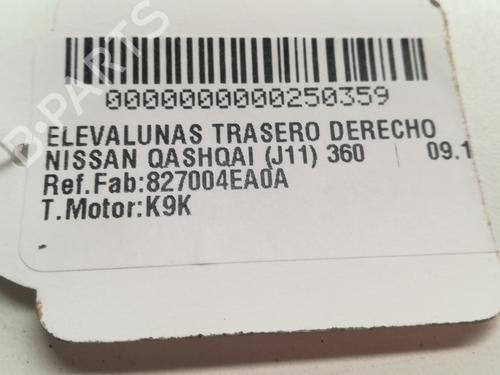 0000000000250359
ELEVALUNAS TRASERO DERECHO
NISSAN QASHQAI (J11) 360 | 09.1
Ref.Fab:827004EA0A
T.Motor:K9K
B-PARTS